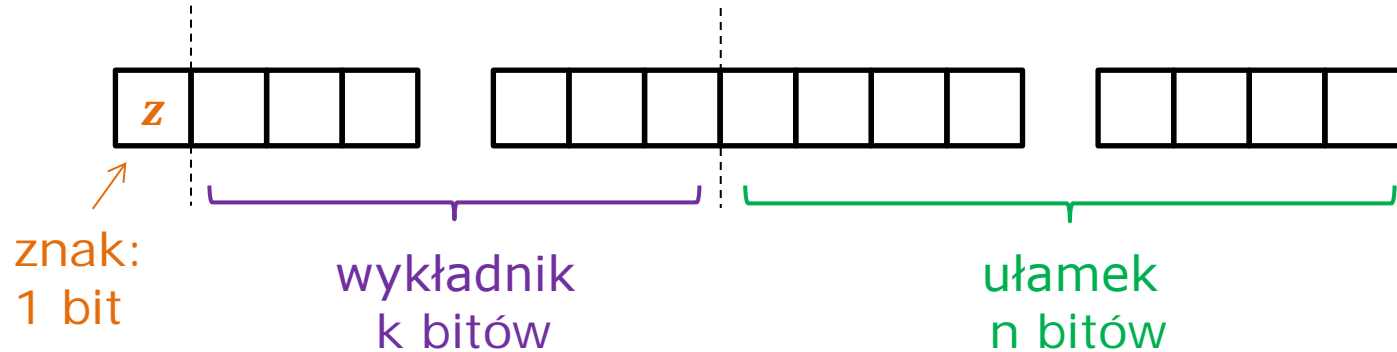 z
znak:
1 bit
wykładnik
k bitów
ułamek
n bitów